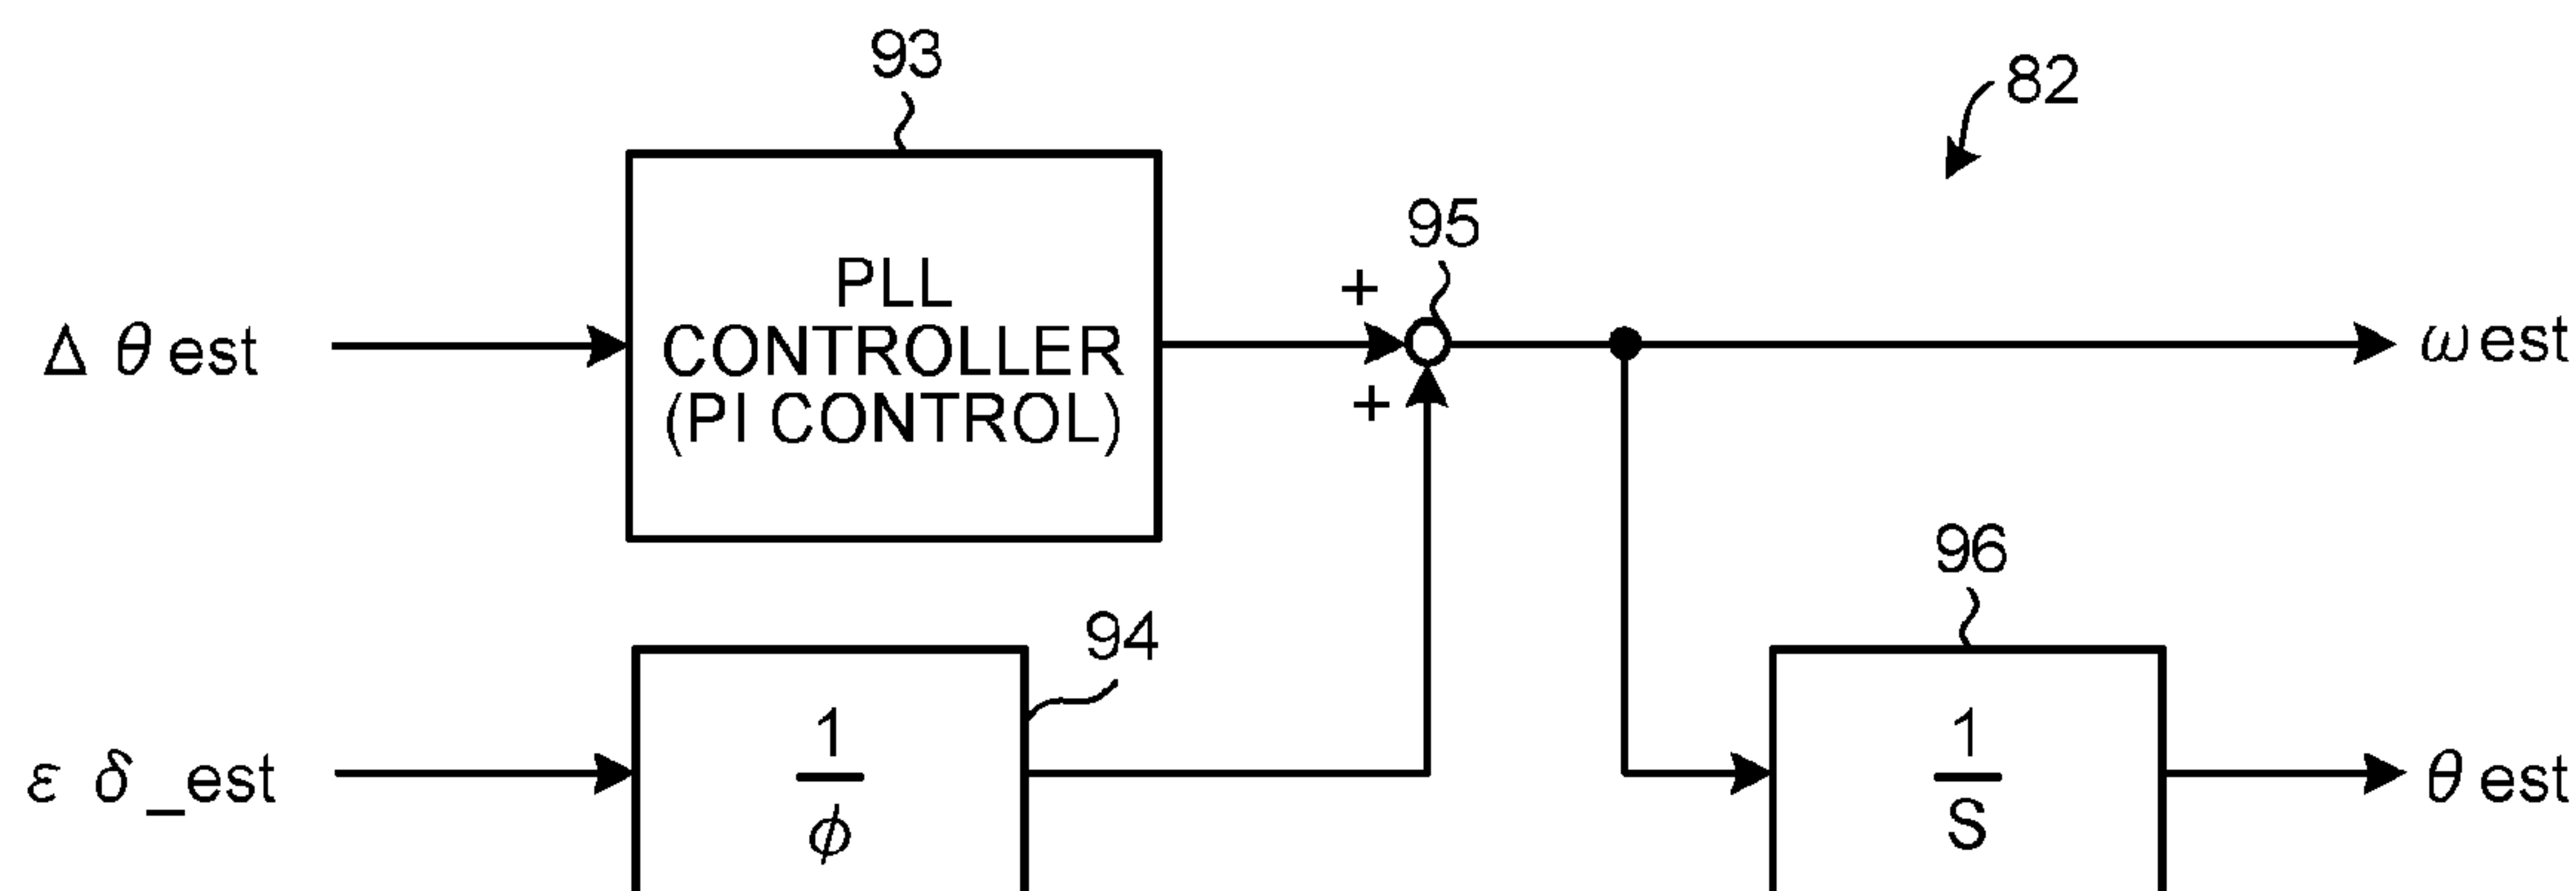 93
82
95
+
PLL
CONTROLLER
(PI CONTROL)
Δ θ est
ω est
+
96
94
1
ϕ
1
S
ε δ _est
θ est